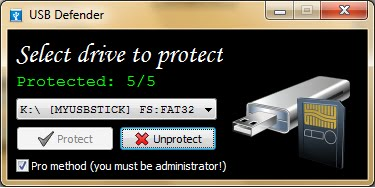 USB Defender
Select drive to protect
Protected: 5/5
K:\ [MYUSBSTICK] FS:FAT32
Protect
Unprotect
Pro method (you must be administrator!)